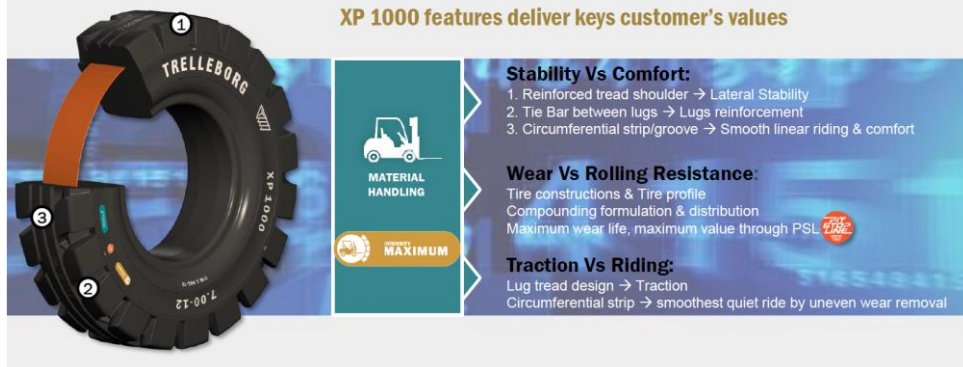 XP 1000 features deliver keys customer's values
1
TRELLEBORG
XP 1000
7.00-12
3
2
MATERIAL
HANDLING
INTENSITY
MAXIMUM
Stability Vs Comfort:
1. Reinforced tread shoulder → Lateral Stability
2. Tie Bar between lugs → Lugs reinforcement
3. Circumferential strip/groove → Smooth linear riding & comfort
Wear Vs Rolling Resistance:
Tire constructions & Tire profile
Compounding formulation & distribution
Maximum wear life, maximum value through PSL
PIT
STOP
LINE
Traction Vs Riding:
Lug tread design → Traction
Circumferential strip → smoothest quiet ride by uneven wear removal